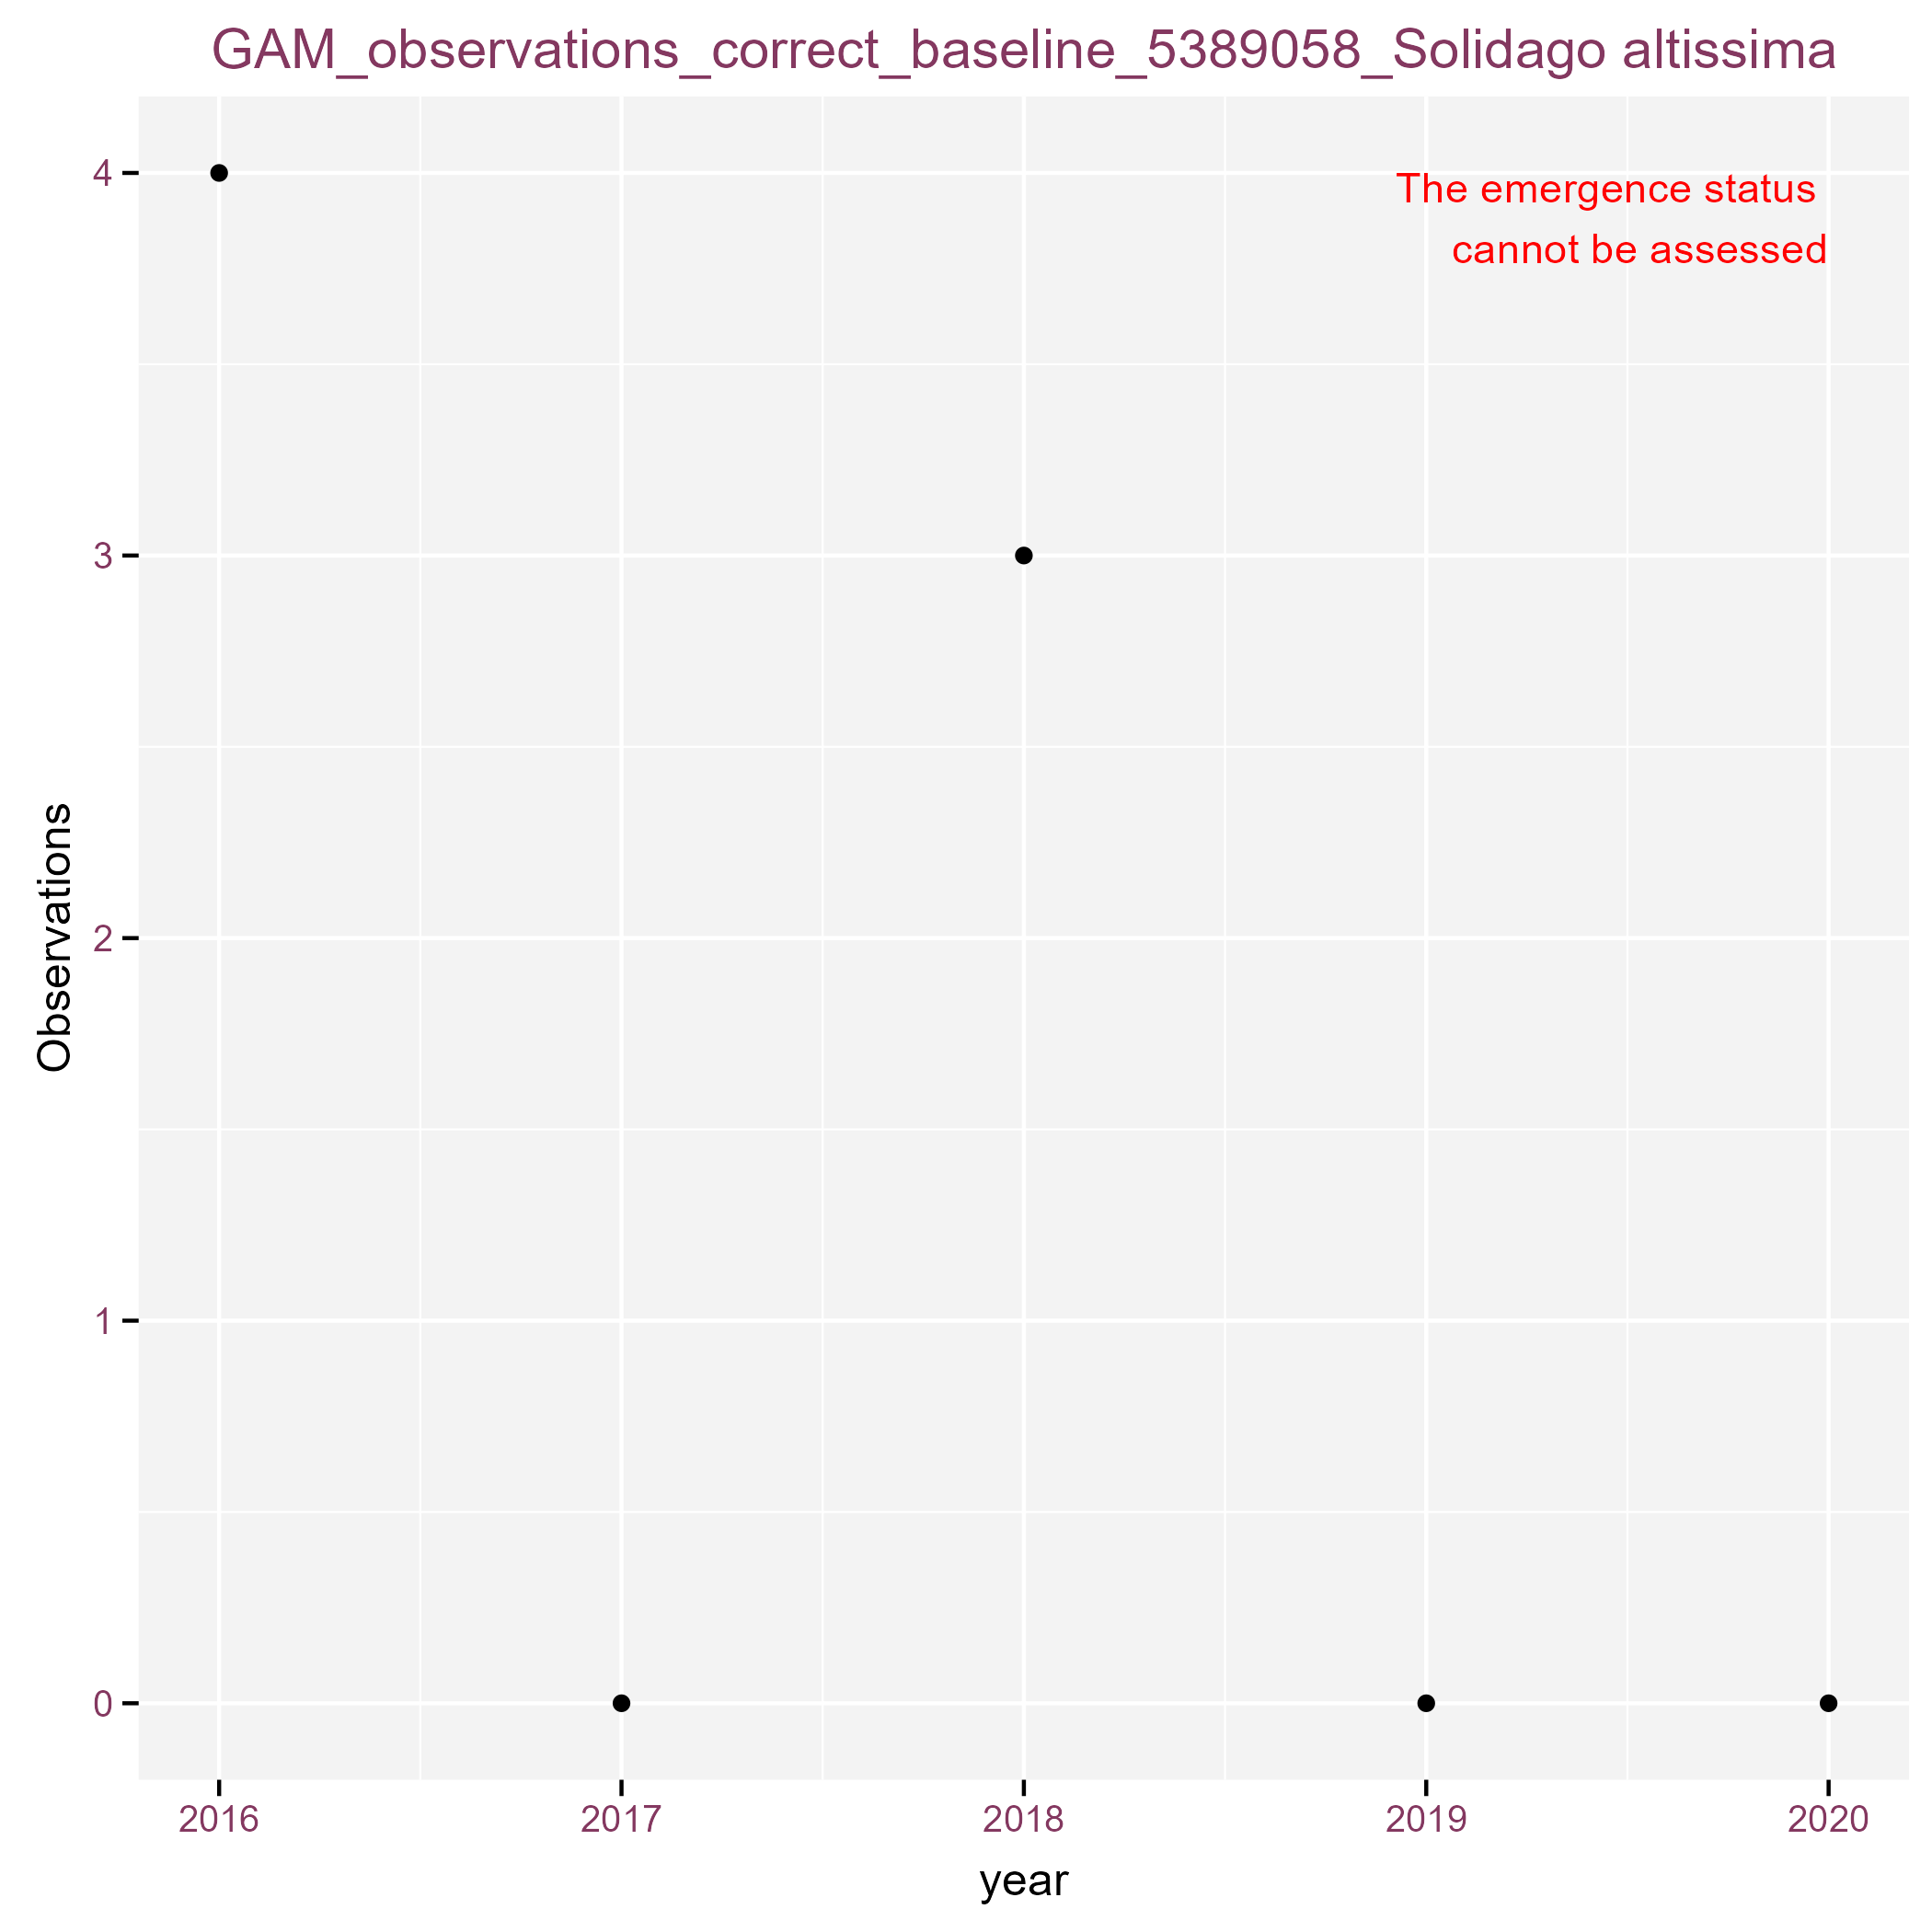 GAM_observations_correct_baseline_5389058_Solidago altissima
The emergence status
cannot be assessed
Observations
4
3
2
1
0
2016 2017 2018 2019 2020
year